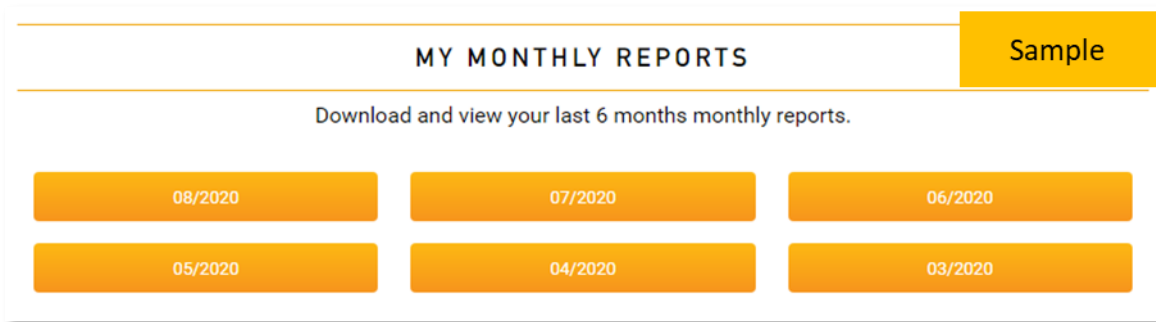 MY MONTHLY REPORTS
Sample
Download and view your last 6 months monthly reports.
08/2020 07/2020 06/2020
05/2020 04/2020 03/2020